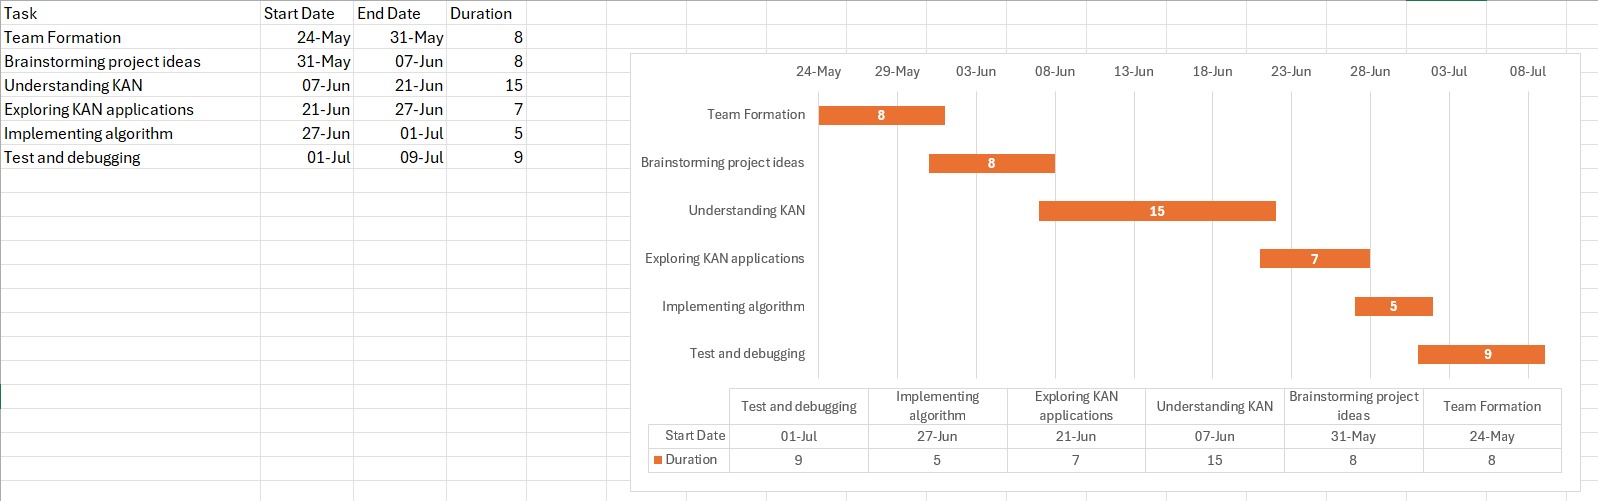 Task Start Date End Date Duration
Team Formation 24-May 31-May 8
Brainstorming project ideas 31-May 07-Jun 8
Understanding KAN 07-Jun 21-Jun 15
Exploring KAN applications 21-Jun 27-Jun 7
Implementing algorithm 27-Jun 01-Jul 5
Test and debugging 01-Jul 09-Jul 9
24-May 29-May 03-Jun 08-Jun 13-Jun 18-Jun 23-Jun 28-Jun 03-Jul 08-Jul
Team Formation 8
Brainstorming project ideas 8
Understanding KAN 15
Exploring KAN applications 7
Implementing algorithm 5
Test and debugging 9
Test and debugging Implementing algorithm Exploring KAN applications Understanding KAN Brainstorming project ideas Team Formation
Start Date 01-Jul 27-Jun 21-Jun 07-Jun 31-May 24-May
Duration 9 5 7 15 8 8